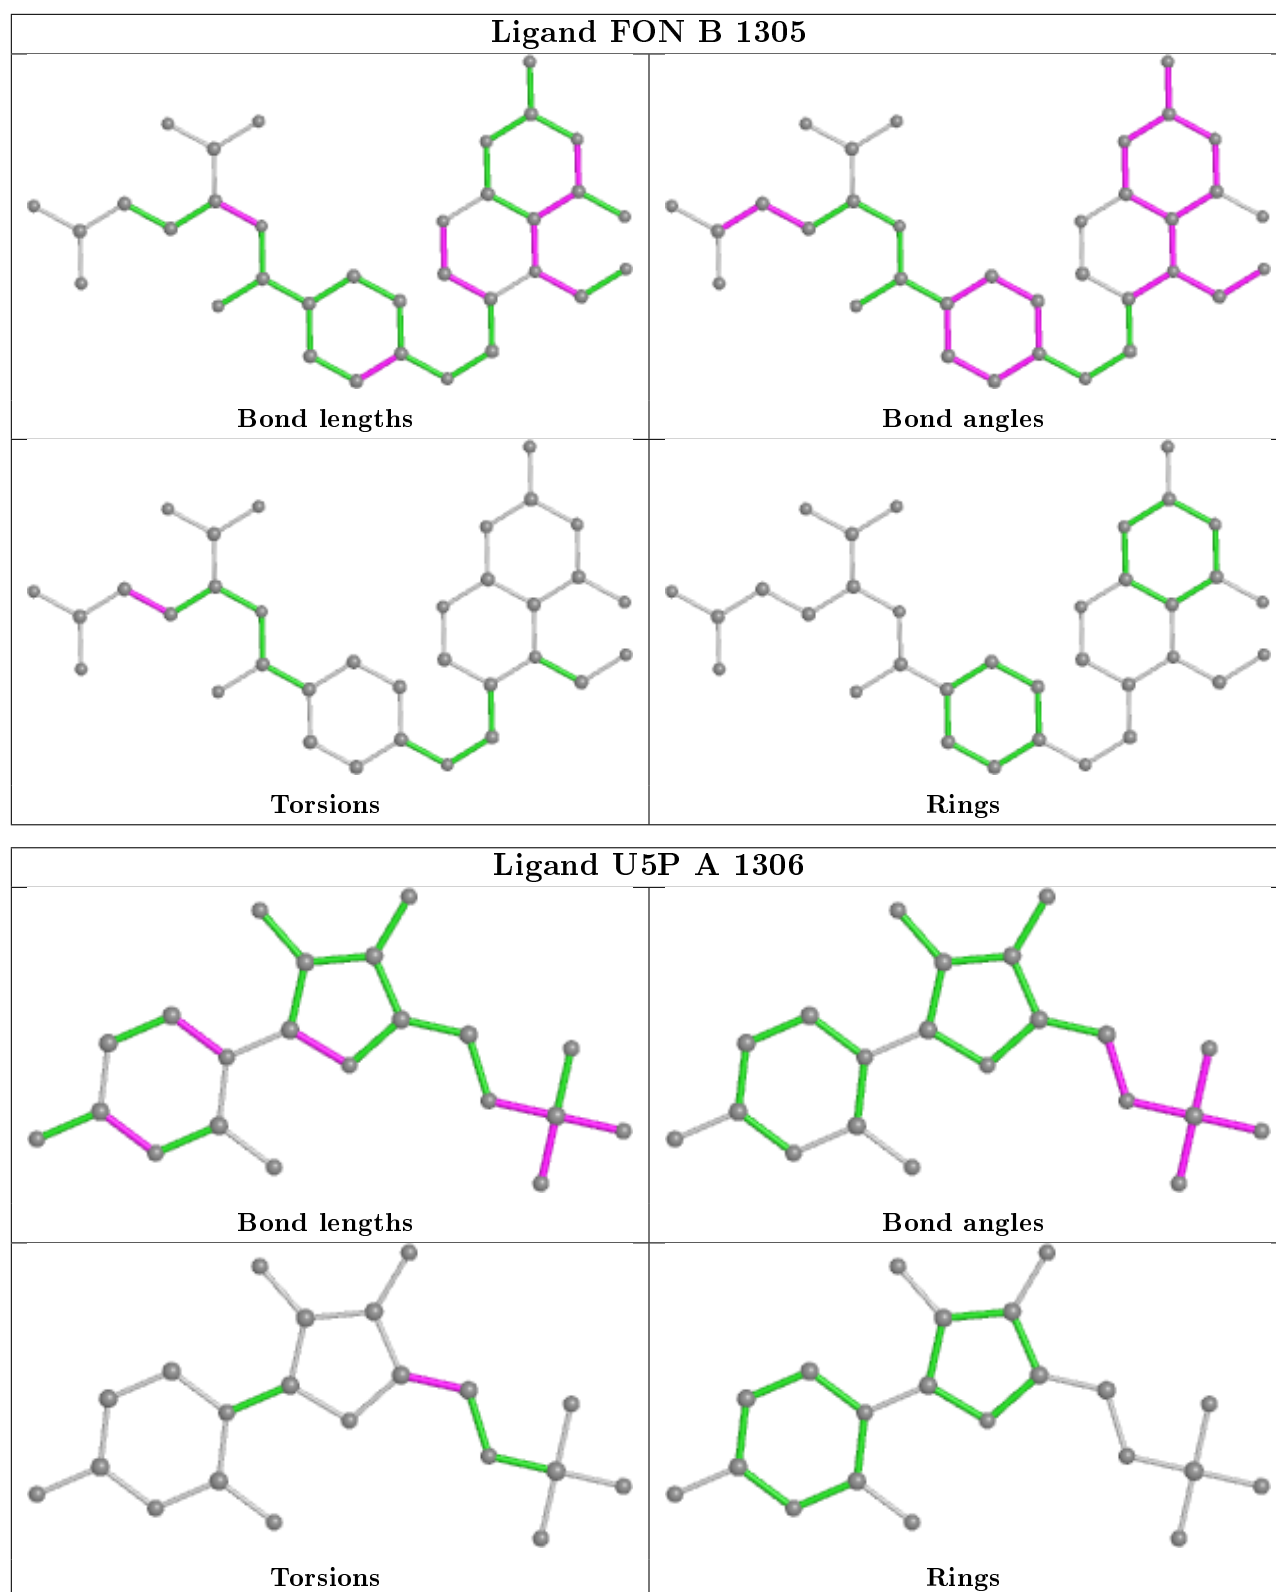 Ligand FON B 1305
Bond lengths
Bond angles
Torsions
Rings
Ligand U5P A 1306
Bond lengths
Bond angles
Torsions
Rings